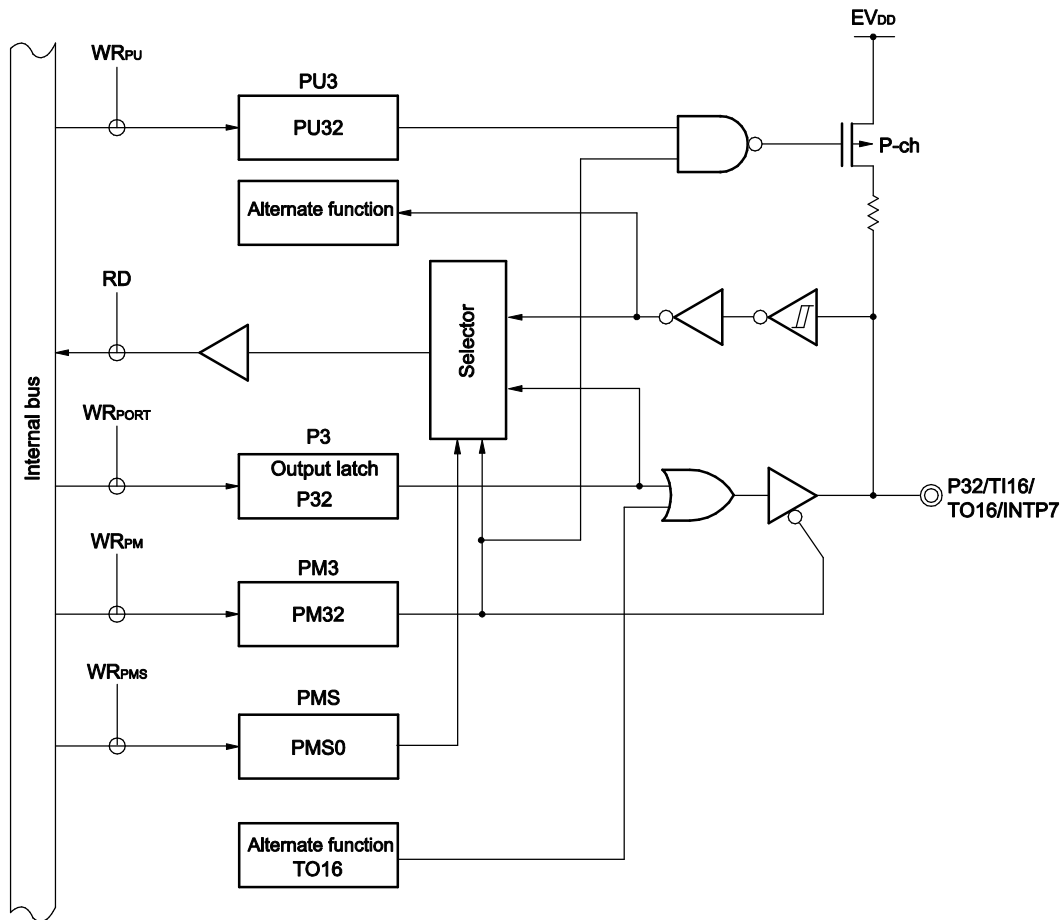 EVDD
WRPU
PU3
PU32
P-ch
Alternate function
RD
Selector
Internal bus
WRPORT
P3
Output latch
P32
P32/TI16/
TO16/INTP7
WRPM
PM3
PM32
WRPMS
PMS
PMS0
Alternate function
TO16